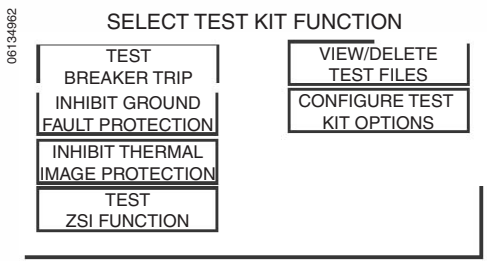 06134962
SELECT TEST KIT FUNCTION
TEST
BREAKER TRIP
INHIBIT GROUND
FAULT PROTECTION
INHIBIT THERMAL
IMAGE PROTECTION
TEST
ZSI FUNCTION
VIEW/DELETE
TEST FILES
CONFIGURE TEST
KIT OPTIONS